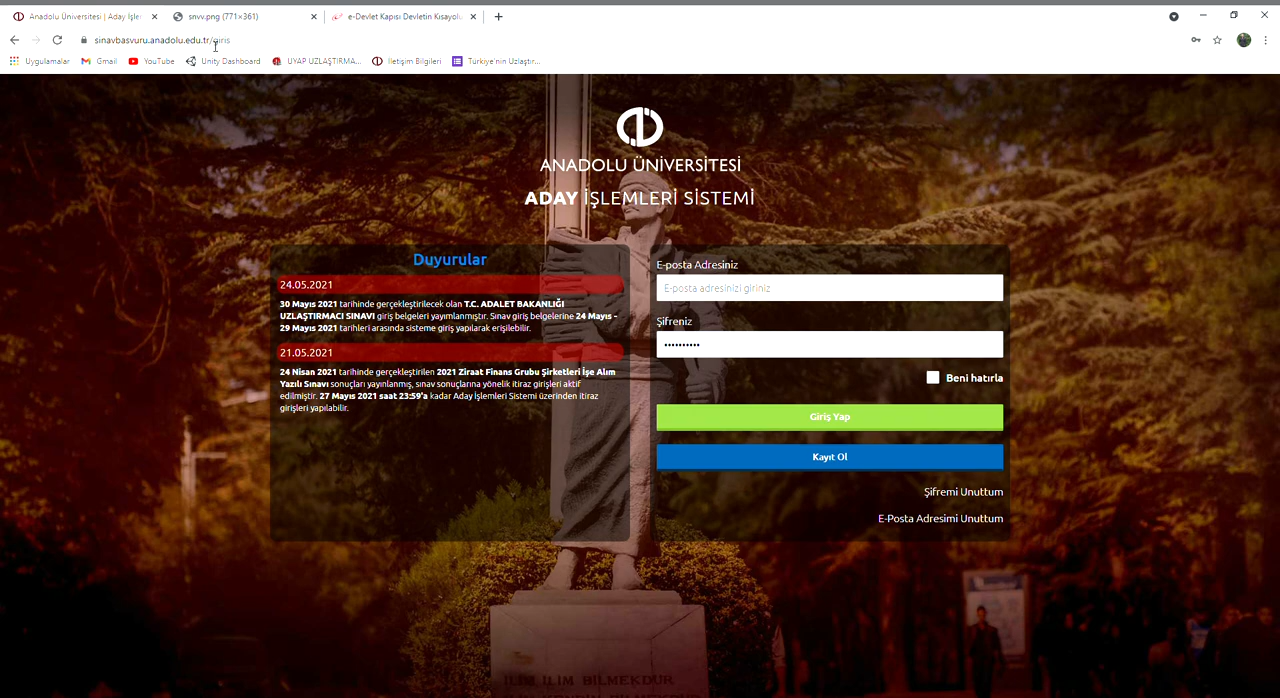 Anadolu Üniversitesi | Aday İşle
snvv.png (771×361)
e-Devlet Kapısı Devletin Kısayolu
sinavbasvuru.anadolu.edu.tr/giris
Uygulamalar
Gmail
YouTube
Unity Dashboard
UYAP UZLAŞTIRMA...
İletişim Bilgileri
Türkiye'nin Uzlaştır...
ANADOLU ÜNİVERSİTESİ
ADAY İŞLEMLERİ SİSTEMİ
Duyurular
24.05.2021
30 Mayıs 2021 tarihinde gerçekleştirilecek olan T.C. ADALET BAKANLIĞI
UZLAŞTIRMACI SINAVI giriş belgeleri yayımlanmıştır. Sınav giriş belgelerine 24 Mayıs -
29 Mayıs 2021 tarihleri arasında sisteme giriş yapılarak erişilebilir.
21.05.2021
24 Nisan 2021 tarihinde gerçekleştirilen 2021 Ziraat Finans Grubu Şirketleri İşe Alım
Yazılı Sınavı sonuçları yayınlanmış, sınav sonuçlarına yönelik itiraz girişleri aktif
edilmiştir. 27 Mayıs 2021 saat 23:59'a kadar Aday İşlemleri Sistemi üzerinden itiraz
girişleri yapılabilir.
E-posta Adresiniz
E-posta adresinizi giriniz
Şifreniz
••••••••••
Beni hatırla
Giriş Yap
Kayıt Ol
Şifremi Unuttum
E-Posta Adresimi Unuttum
İLİM İLİM BİLMEKDUR